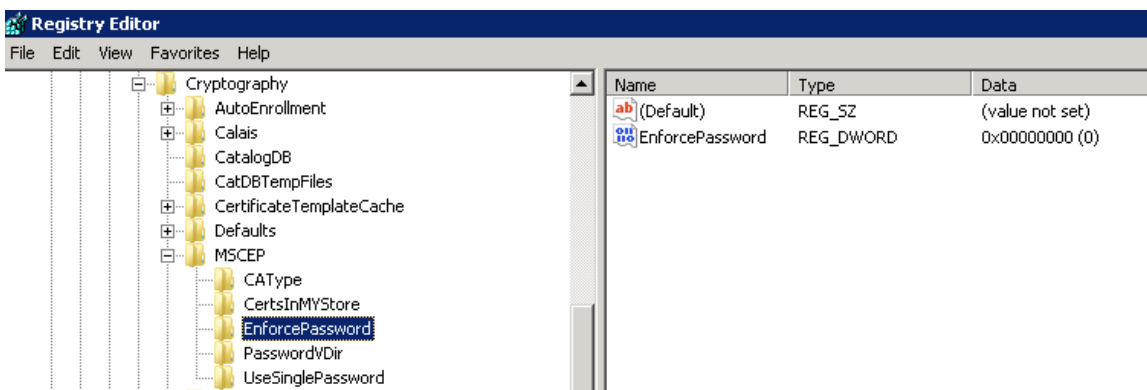 Registry Editor
File Edit View Favorites Help
Cryptography
AutoEnrollment
Calais
CatalogDB
CatDBTempFiles
CertificateTemplateCache
Defaults
MSCEP
CAType
CertsInMYStore
EnforcePassword
PasswordVDir
UseSinglePassword
Name Type Data
(Default) REG_SZ (value not set)
EnforcePassword REG_DWORD 0x00000000 (0)